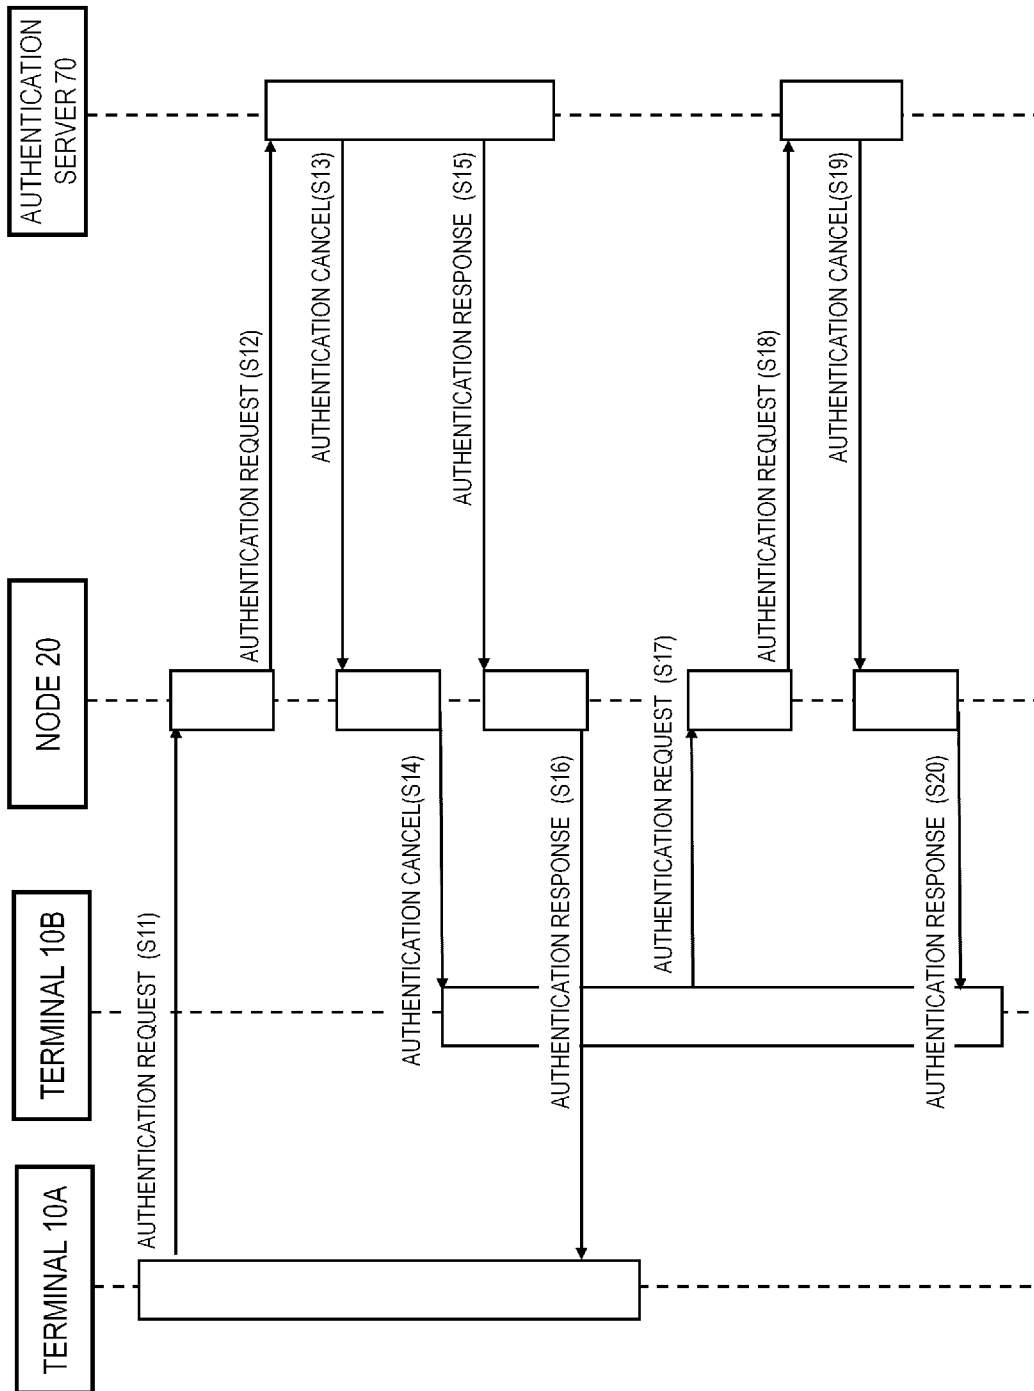 TERMINAL 10A
TERMINAL 10B
NODE 20
AUTHENTICATION
SERVER 70
AUTHENTICATION REQUEST (S11)
AUTHENTICATION REQUEST (S12)
AUTHENTICATION CANCEL(S13)
AUTHENTICATION CANCEL(S14)
AUTHENTICATION RESPONSE (S15)
AUTHENTICATION RESPONSE (S16)
AUTHENTICATION REQUEST (S17)
AUTHENTICATION REQUEST (S18)
AUTHENTICATION CANCEL(S19)
AUTHENTICATION RESPONSE (S20)